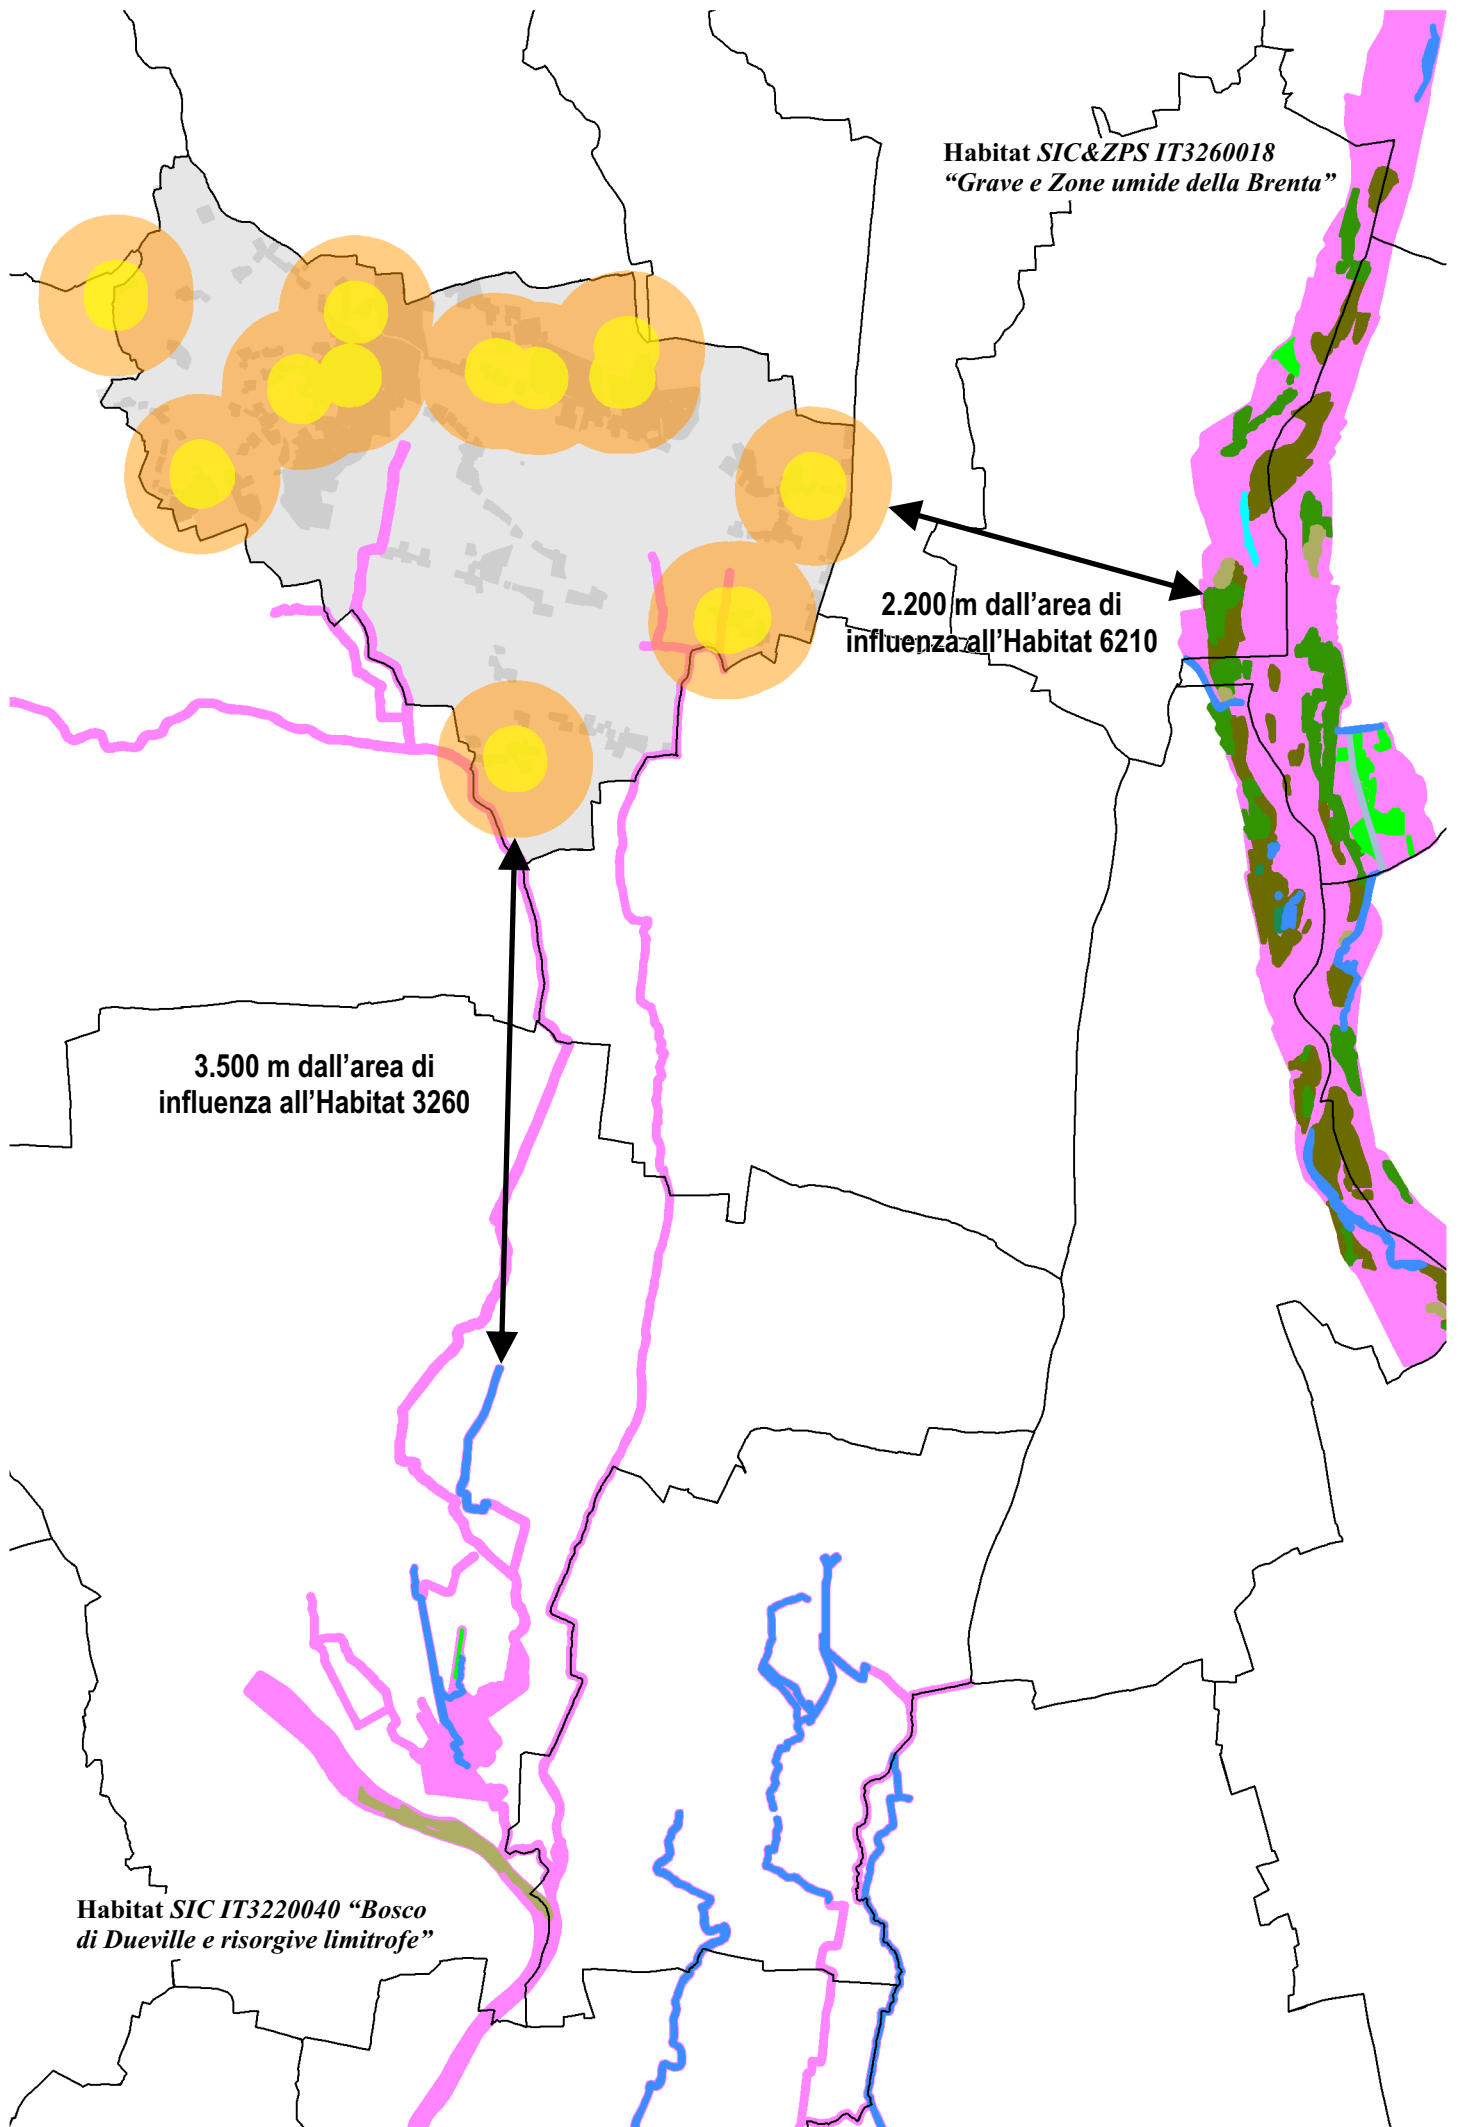 Habitat SIC&ZPS IT3260018
“Grave e Zone umide della Brenta”
2.200 m dall’area di
influenza all’Habitat 6210
3.500 m dall’area di
influenza all’Habitat 3260
Habitat SIC IT3220040 “Bosco
di Dueville e risorgive limitrofe”